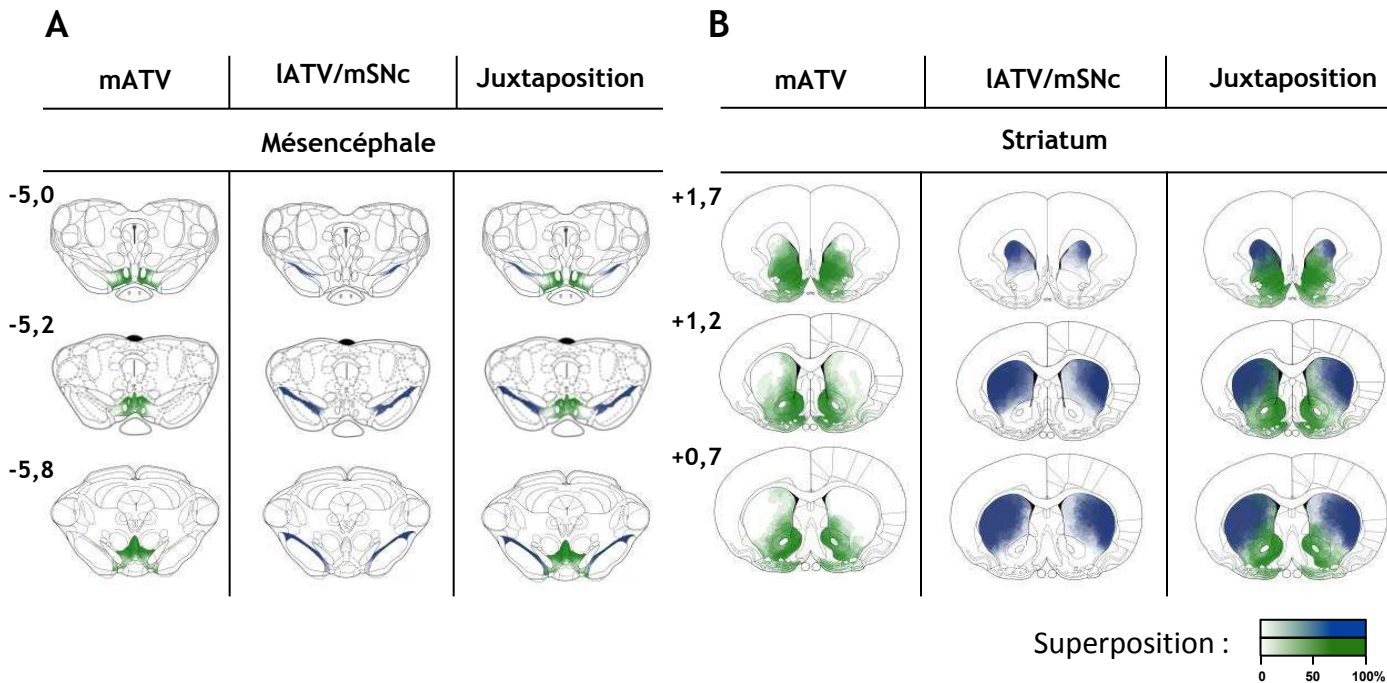 A
mATV
lATV/mSNc
Juxtaposition
Mésencéphale
-5,0
-5,2
-5,8
B
mATV
lATV/mSNc
Juxtaposition
Striatum
+1,7
+1,2
+0,7
Superposition :
0 50 100%